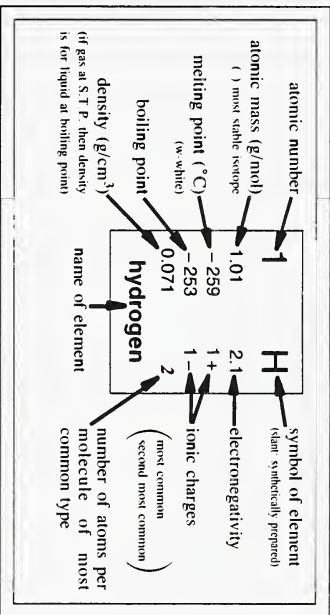 atomic number
atomic mass (g/mol)
( ) most stable isotope
melting point (°C)
(w-white)
boiling point
density (g/cm³)
(if gas at S.T.P. then density
is for liquid at boiling point)
1
H
1.01
2.1
-259
1+
-253
1-
0.071
2
hydrogen
name of element
symbol of element
(slant: synthetically prepared)
electronegativity
ionic charges
(most common
second most common)
number of atoms per
molecule of most
common type